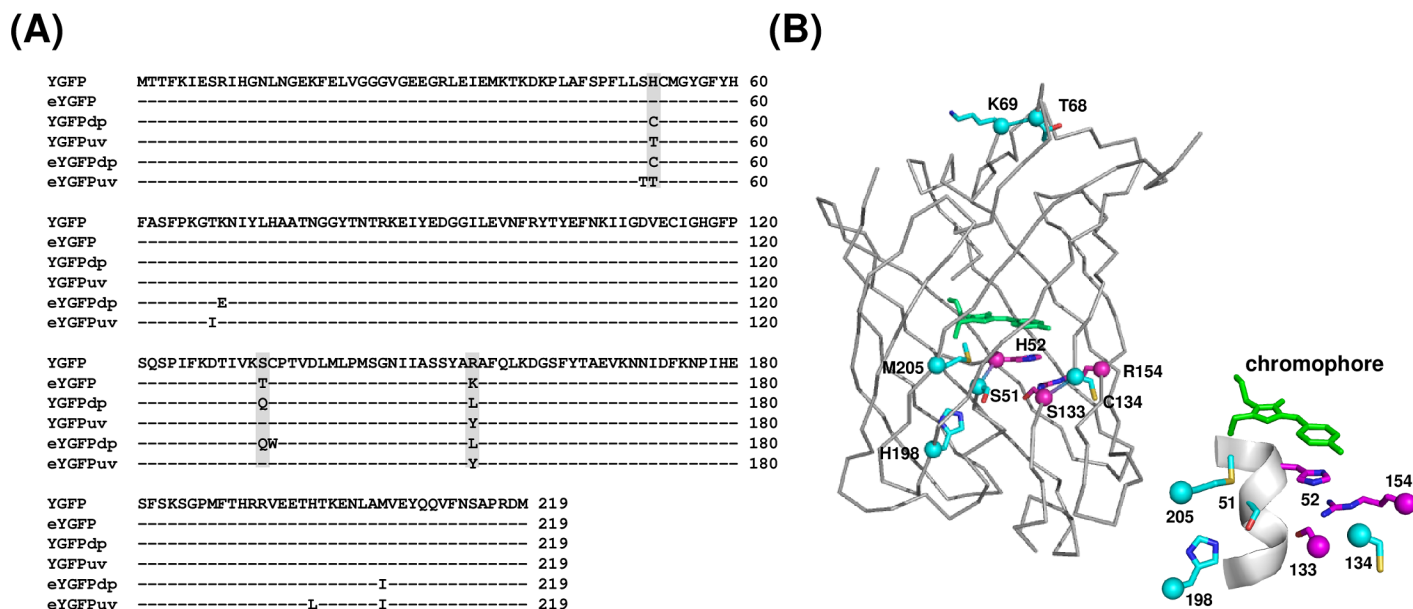 (A)
YGFP MTTFKIESRIHGNLNGEKFELVGGGVGEEGRLEIEMKTKDKPLAFSPFLLSHCMGYGFYH 60
eYGFP ------------------------------------------------------------ 60
YGFPdp ---------------------------------------------------C-------- 60
YGFPuv ---------------------------------------------------T-------- 60
eYGFPdp ---------------------------------------------------C-------- 60
eYGFPuv --------------------------------------------------TT-------- 60
YGFP FASFPKGTKNIYLHAATNGGYTNTRKEIYEDGGILEVNFRYTYEFNKIIGDVECIGHGFP 120
eYGFP ------------------------------------------------------------ 120
YGFPdp ------------------------------------------------------------ 120
YGFPuv ------------------------------------------------------------ 120
eYGFPdp --------E--------------------------------------------------- 120
eYGFPuv -------I---------------------------------------------------- 120
YGFP SQSPIFKDTIVKSCPTVDLMLPMSGNIIASSYARAFQLKDGSFYTAEVKNNIDFKNPIHE 180
eYGFP ------------T--------------------K-------------------------- 180
YGFPdp ------------Q--------------------L-------------------------- 180
YGFPuv ---------------------------------Y-------------------------- 180
eYGFPdp ------------QW-------------------L-------------------------- 180
eYGFPuv ---------------------------------Y-------------------------- 180
YGFP SFSKSGPMFTHRRVEETHTKENLAMVEYQQVFNSAPRDM 219
eYGFP --------------------------------------- 219
YGFPdp --------------------------------------- 219
YGFPuv --------------------------------------- 219
eYGFPdp ------------------------I-------------- 219
eYGFPuv -----------------L------I-------------- 219
(B)
K69 T68
H52
M205
R154
S51
C134
S133
H198
chromophore
154
51
52
205
133
134
198